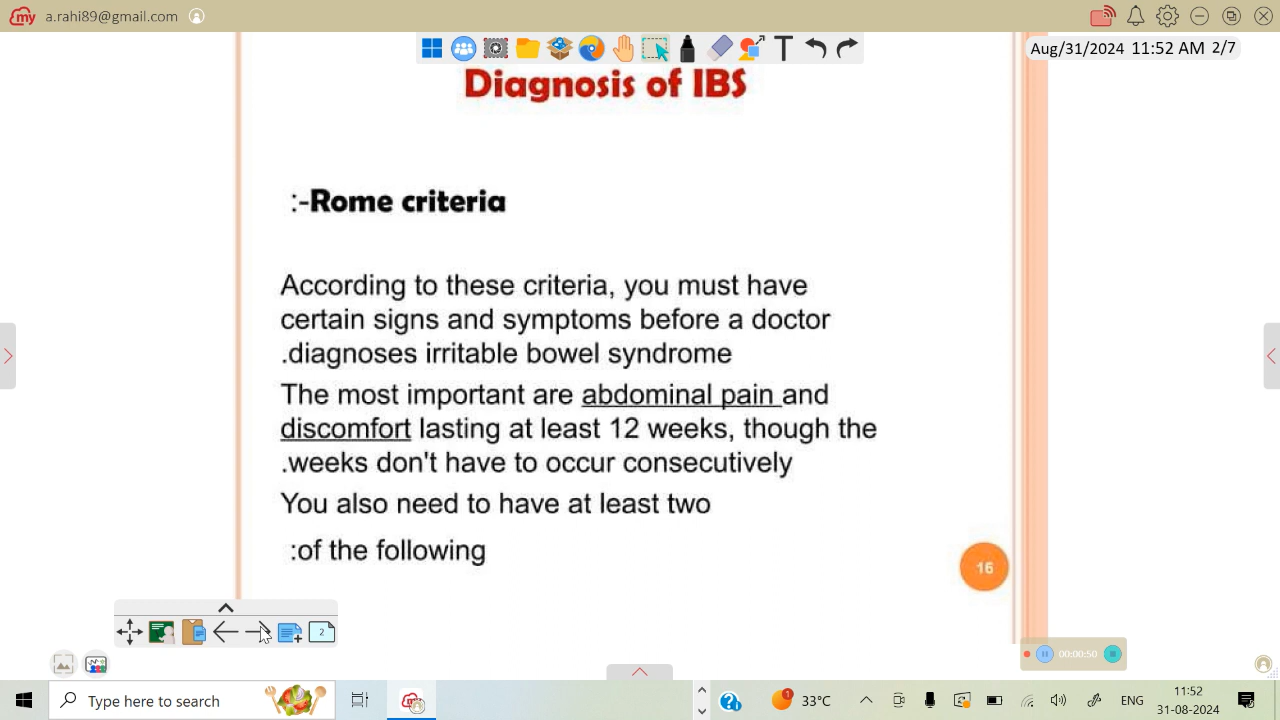 my a.rahi89@gmail.com
Aug/31/2024 11:52 AM 2/7
Diagnosis of IBS
:-Rome criteria
According to these criteria, you must have
certain signs and symptoms before a doctor
.diagnoses irritable bowel syndrome
The most important are abdominal pain and
discomfort lasting at least 12 weeks, though the
.weeks don't have to occur consecutively
You also need to have at least two
:of the following
16
2
00:00:50
Type here to search
my
1
33°C
ENG
11:52
31-08-2024